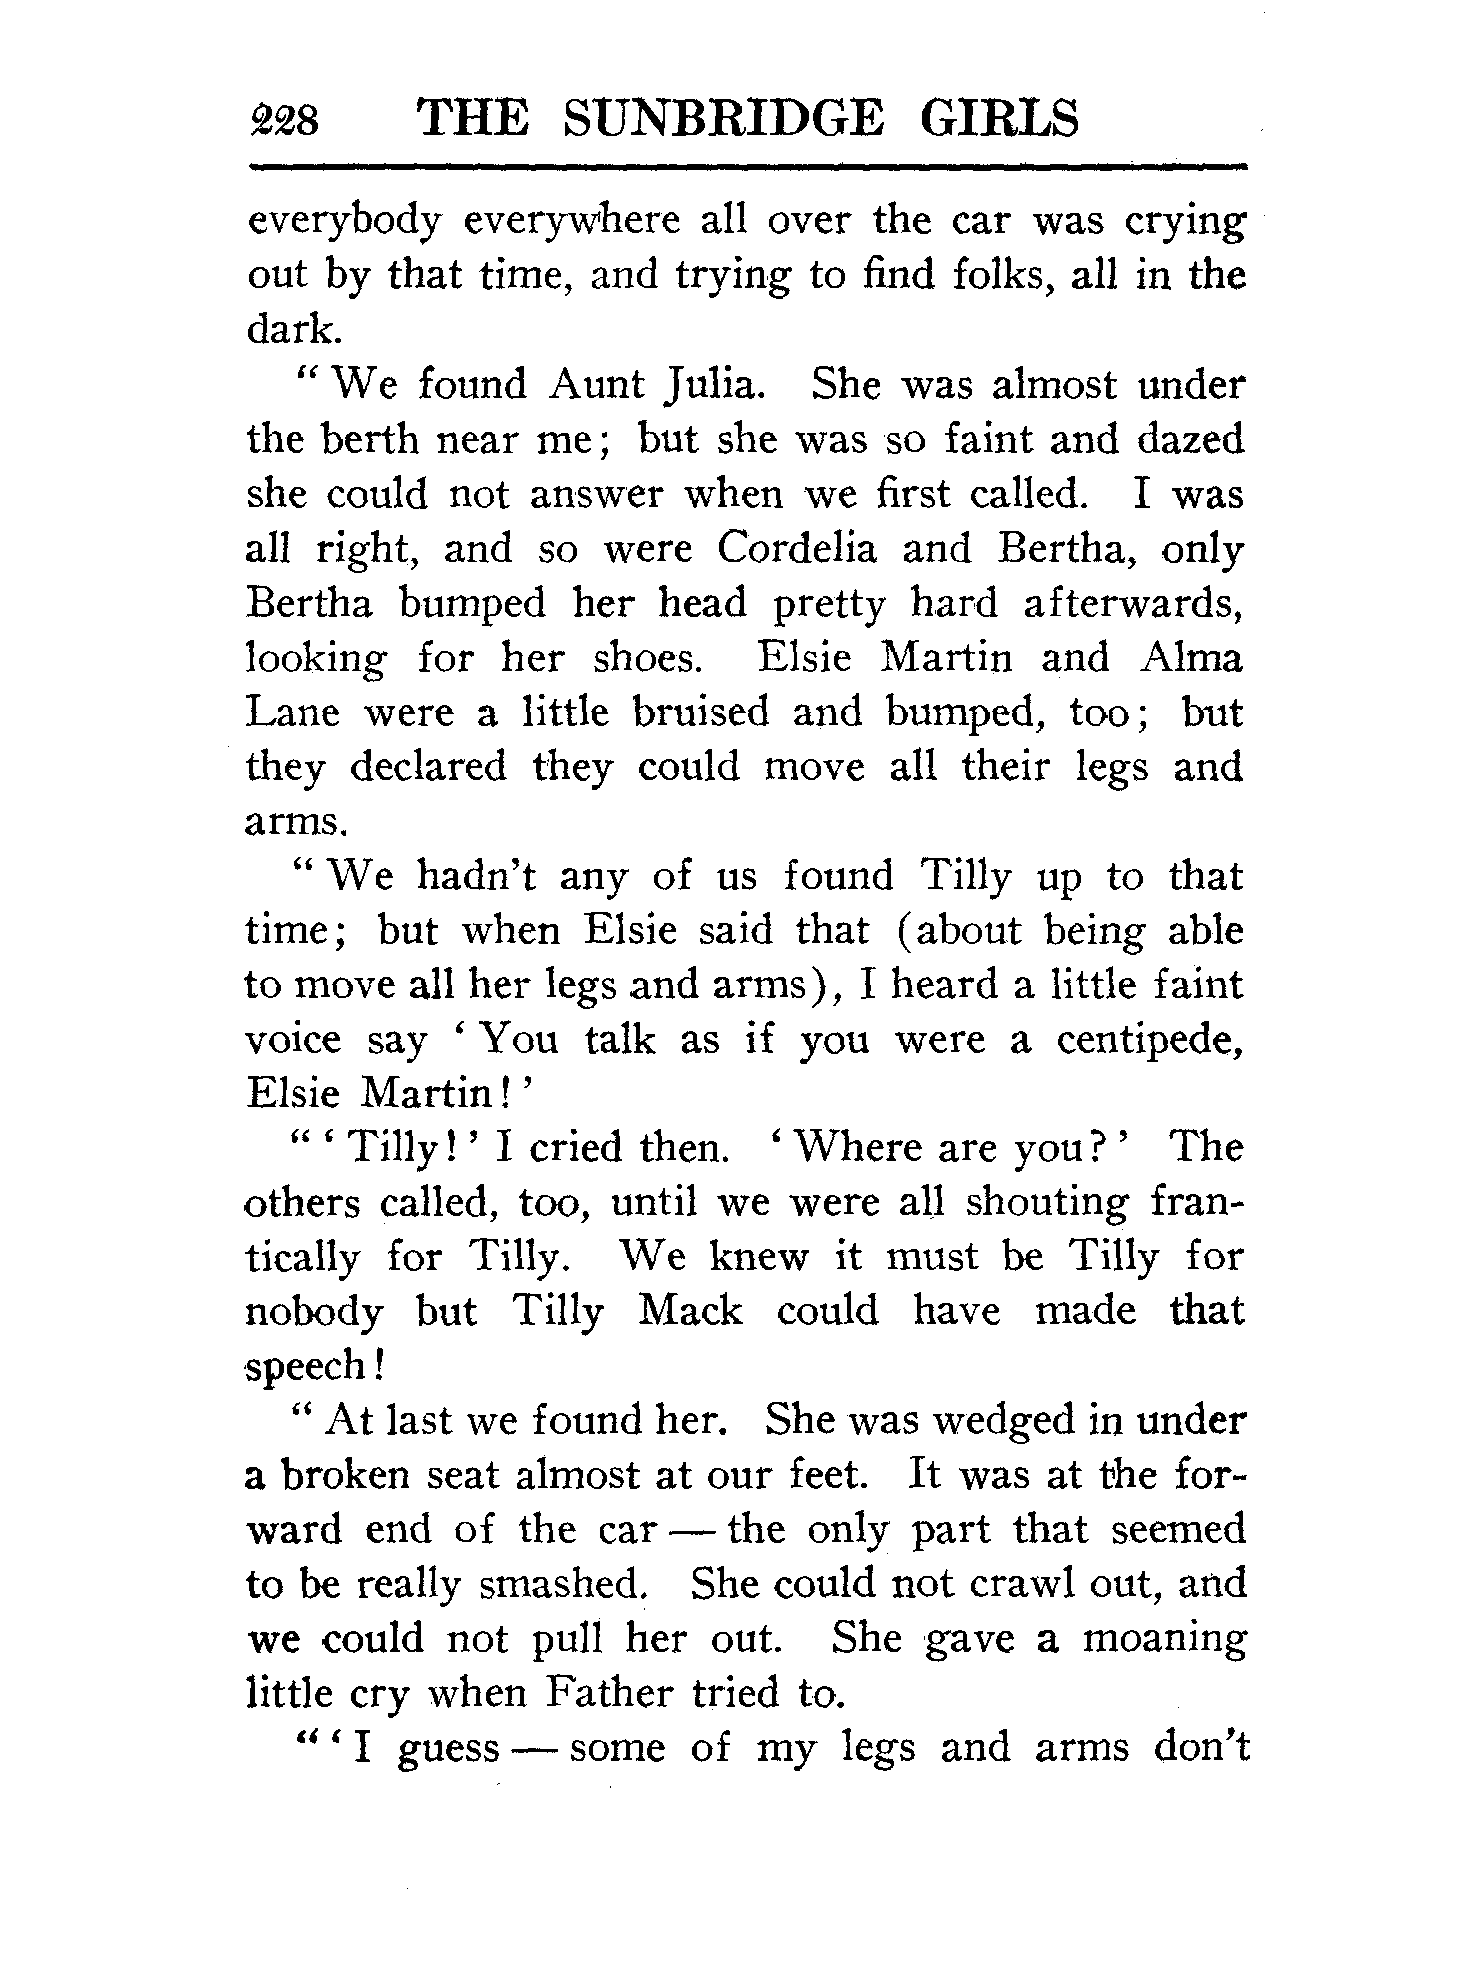 228 THE SUNBRIDGE GIRLS
everybody everywhere all over the car was crying
out by that time, and trying to find folks, all in the
dark.
" We found Aunt Julia. She was almost under
the berth near me; but she was so faint and dazed
she could not answer when we first called. I was
all right, and so were Cordelia and Bertha, only
Bertha bumped her head pretty hard afterwards,
looking for her shoes. Elsie Martin and Alma
Lane were a little bruised and bumped, too; but
they declared they could move all their legs and
arms.
" We hadn't any of us found Tilly up to that
time; but when Elsie said that (about being able
to move all her legs and arms), I heard a little faint
voice say ' You talk as if you were a centipede,
Elsie Martin! '
" ' Tilly! ' I cried then. ' Where are you? ' The
others called, too, until we were all shouting fran-
tically for Tilly. We knew it must be Tilly for
nobody but Tilly Mack could have made that
speech!
" At last we found her. She was wedged in under
a broken seat almost at our feet. It was at the for-
ward end of the car — the only part that seemed
to be really smashed. She could not crawl out, and
we could not pull her out. She gave a moaning
little cry when Father tried to.
" ' I guess — some of my legs and arms don't